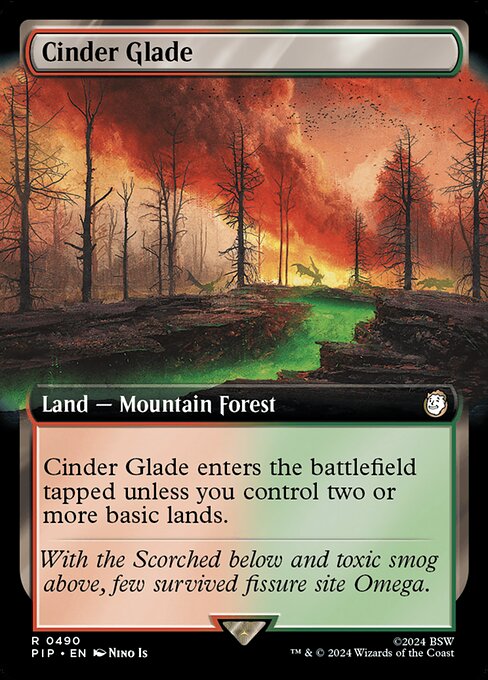 Cinder Glade
Land — Mountain Forest
Cinder Glade enters the battlefield
tapped unless you control two or
more basic lands.
With the Scorched below and toxic smog
above, few survived fissure site Omega.
R 0490
PIP • EN Nino Is
©2024 BSW
™ & © 2024 Wizards of the Coast